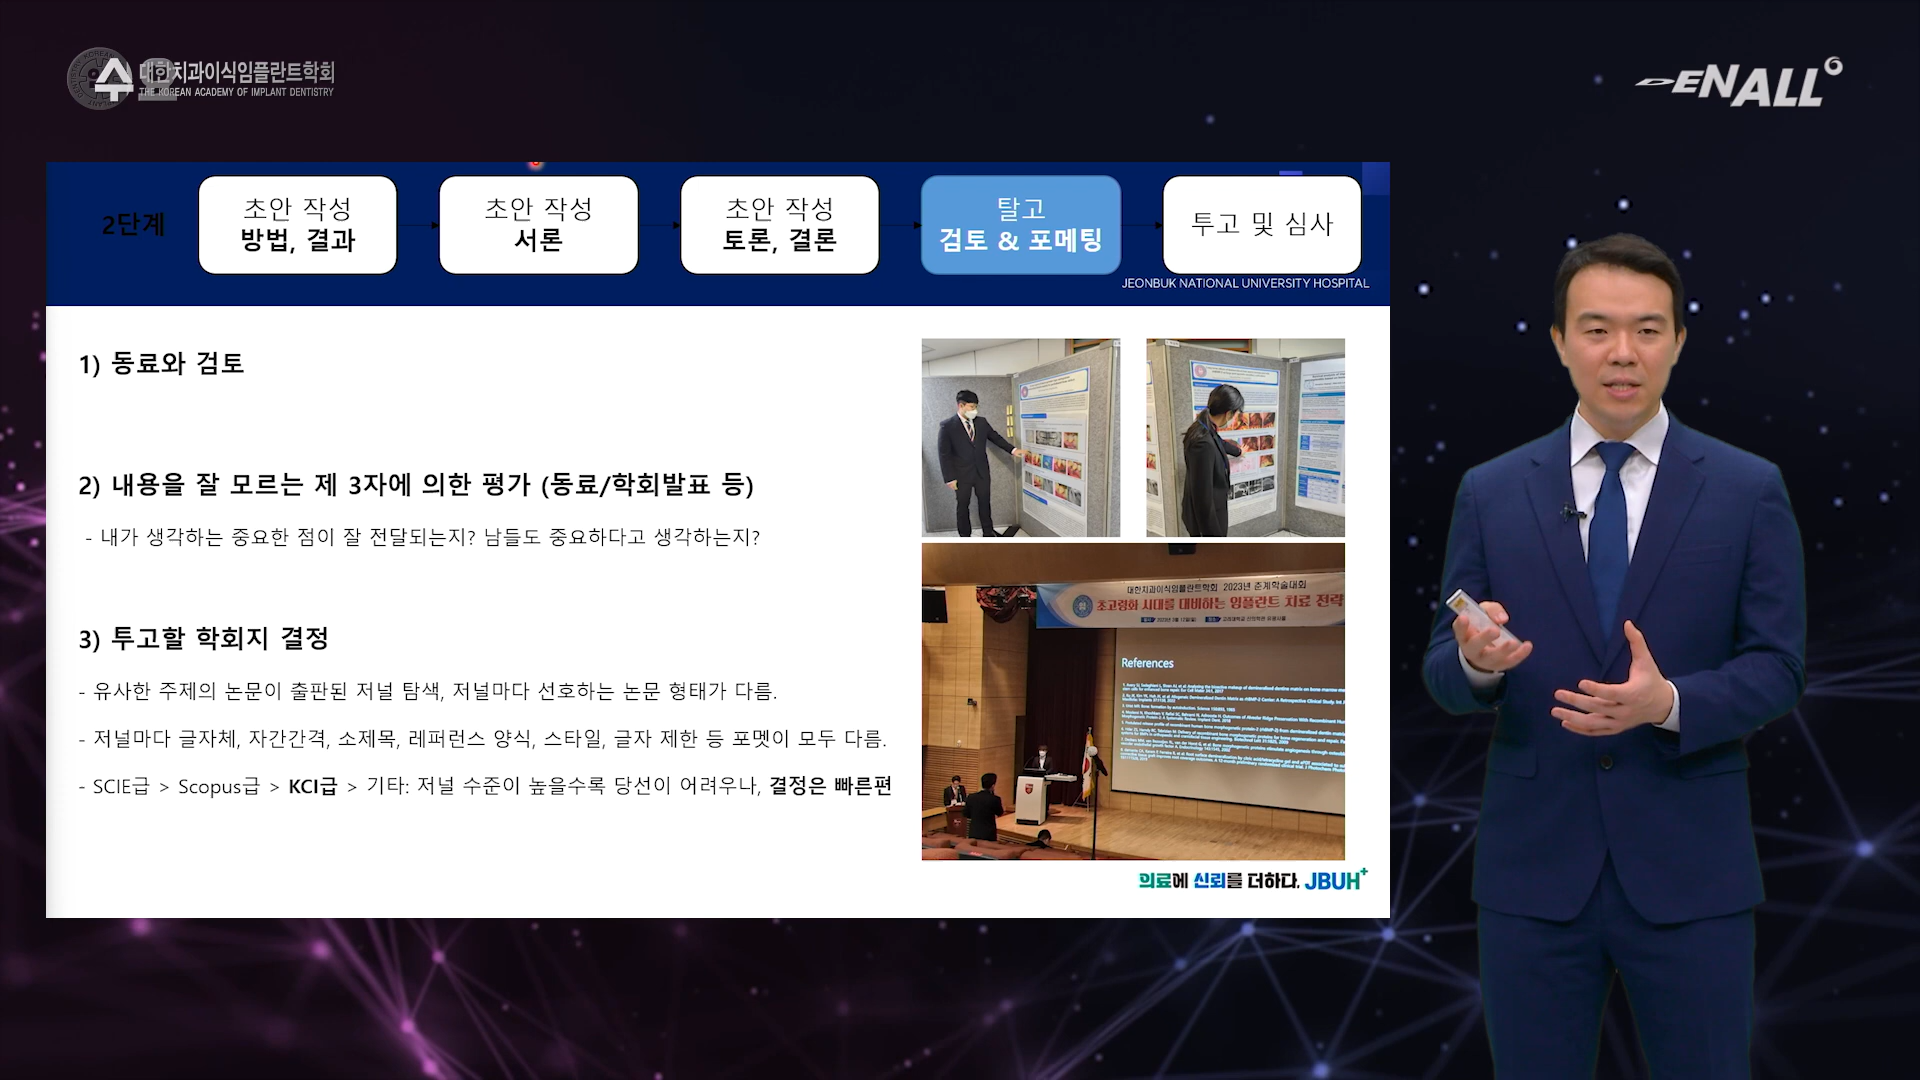 수요
대한치과이식임플란트학회
THE KOREAN ACADEMY OF IMPLANT DENTISTRY
DENALL
2단계
초안 작성
방법, 결과
초안 작성
서론
초안 작성
토론, 결론
탈고
검토 & 포메팅
투고 및 심사
JEONBUK NATIONAL UNIVERSITY HOSPITAL
1) 동료와 검토
2) 내용을 잘 모르는 제 3자에 의한 평가 (동료/학회발표 등)
- 내가 생각하는 중요한 점이 잘 전달되는지? 남들도 중요하다고 생각하는지?
3) 투고할 학회지 결정
- 유사한 주제의 논문이 출판된 저널 탐색, 저널마다 선호하는 논문 형태가 다름.
- 저널마다 글자체, 자간간격, 소제목, 레퍼런스 양식, 스타일, 글자 제한 등 포멧이 모두 다름.
- SCIE급 > Scopus급 > KCI급 > 기타: 저널 수준이 높을수록 당선이 어려우나, 결정은 빠른편
대한치과이식임플란트학회 2023년 춘계학술대회
초고령화 시대를 대비하는 임플란트 치료 전략
References
의료에 신뢰를 더하다. JBUH+